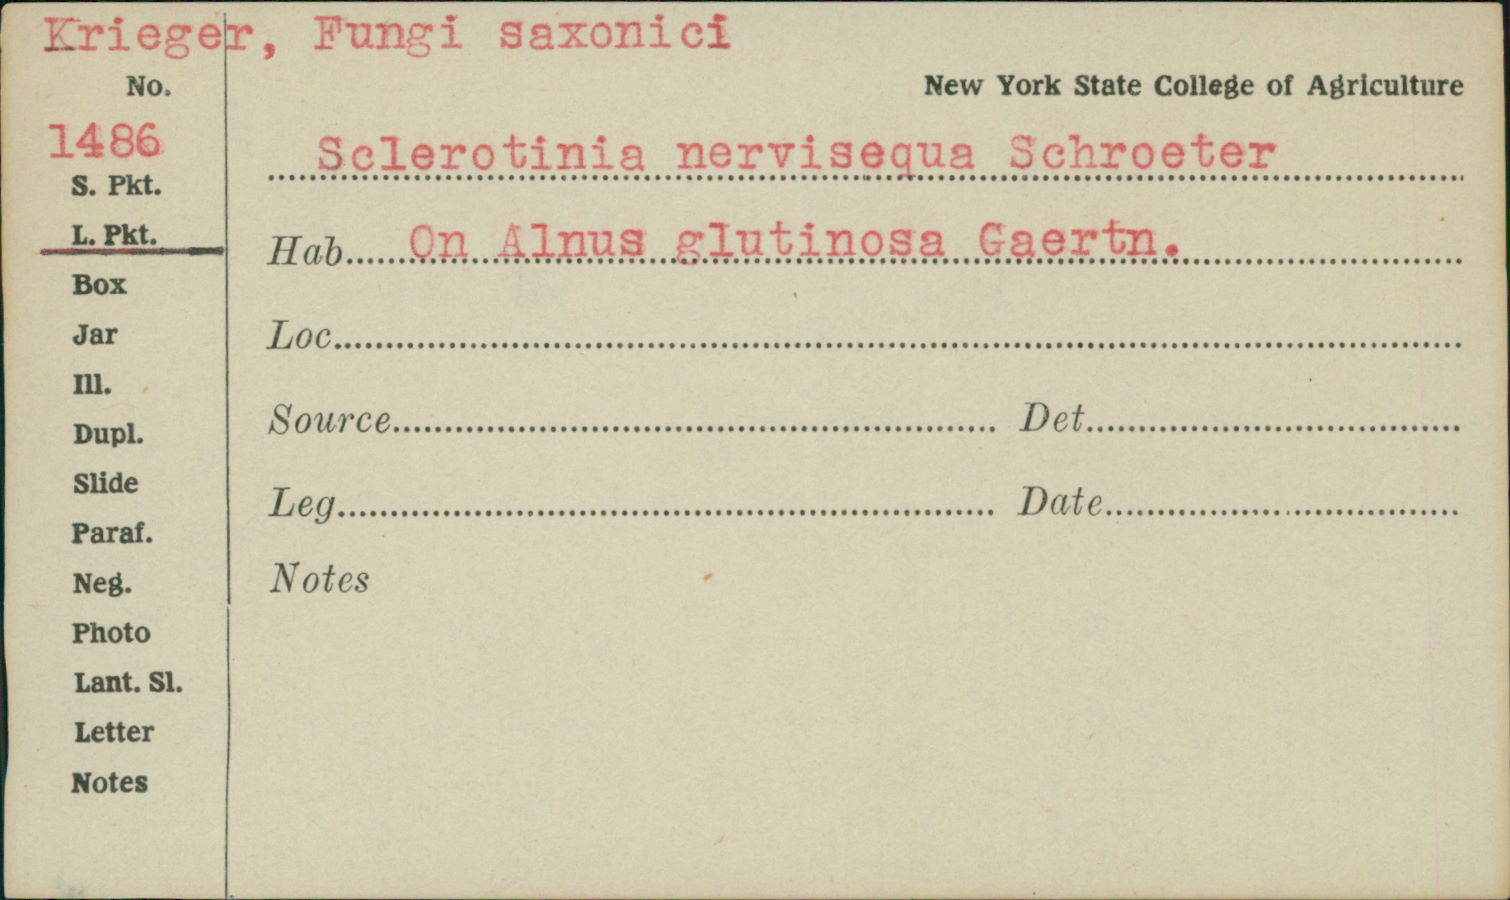 Krieger, Fungi saxonici
No.
New York State College of Agriculture
1486
Sclerotinia nervisequa Schroeter
S. Pkt.
L. Pkt.
Hab. On Alnus glutinosa Gaertn.
Box
Jar
Loc.
Ill.
Dupl.
Source Det.
Slide
Leg. Date
Paraf.
Neg.
Notes
Photo
Lant. Sl.
Letter
Notes